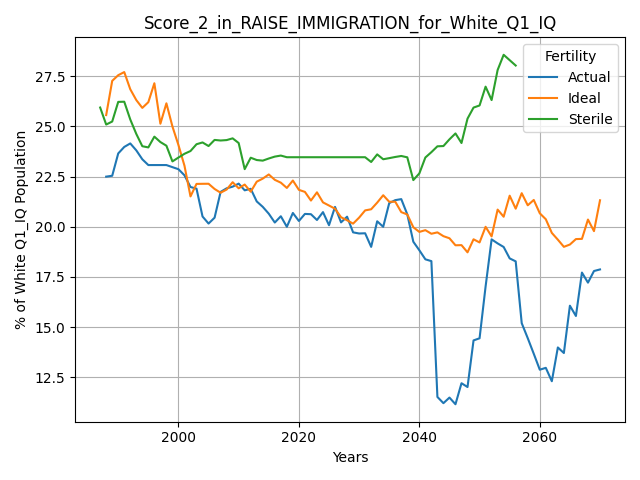 Score_2_in_RAISE_IMMIGRATION_for_White_Q1_IQ
Fertility
Actual
Ideal
Sterile
% of White Q1_IQ Population
27.5
25.0
22.5
20.0
17.5
15.0
12.5
2000
2020
2040
2060
Years